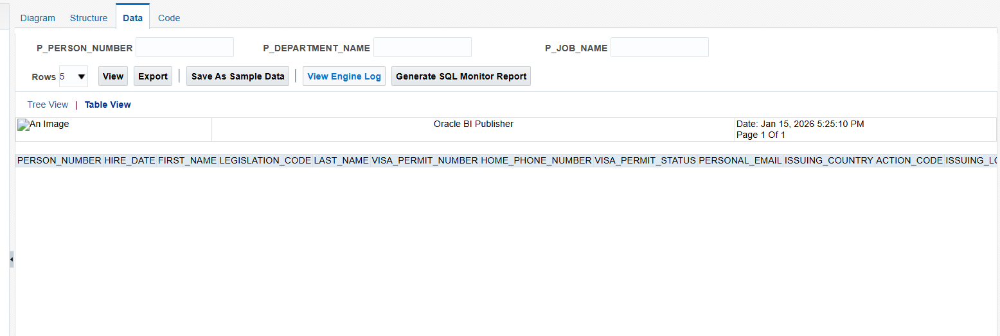 Diagram Structure Data Code
P_PERSON_NUMBER P_DEPARTMENT_NAME P_JOB_NAME
Rows 5 View Export | Save As Sample Data | View Engine Log Generate SQL Monitor Report
Tree View | Table View
An Image Oracle BI Publisher Date: Jan 15, 2026 5:25:10 PM
Page 1 Of 1
PERSON_NUMBER HIRE_DATE FIRST_NAME LEGISLATION_CODE LAST_NAME VISA_PERMIT_NUMBER HOME_PHONE_NUMBER VISA_PERMIT_STATUS PERSONAL_EMAIL ISSUING_COUNTRY ACTION_CODE